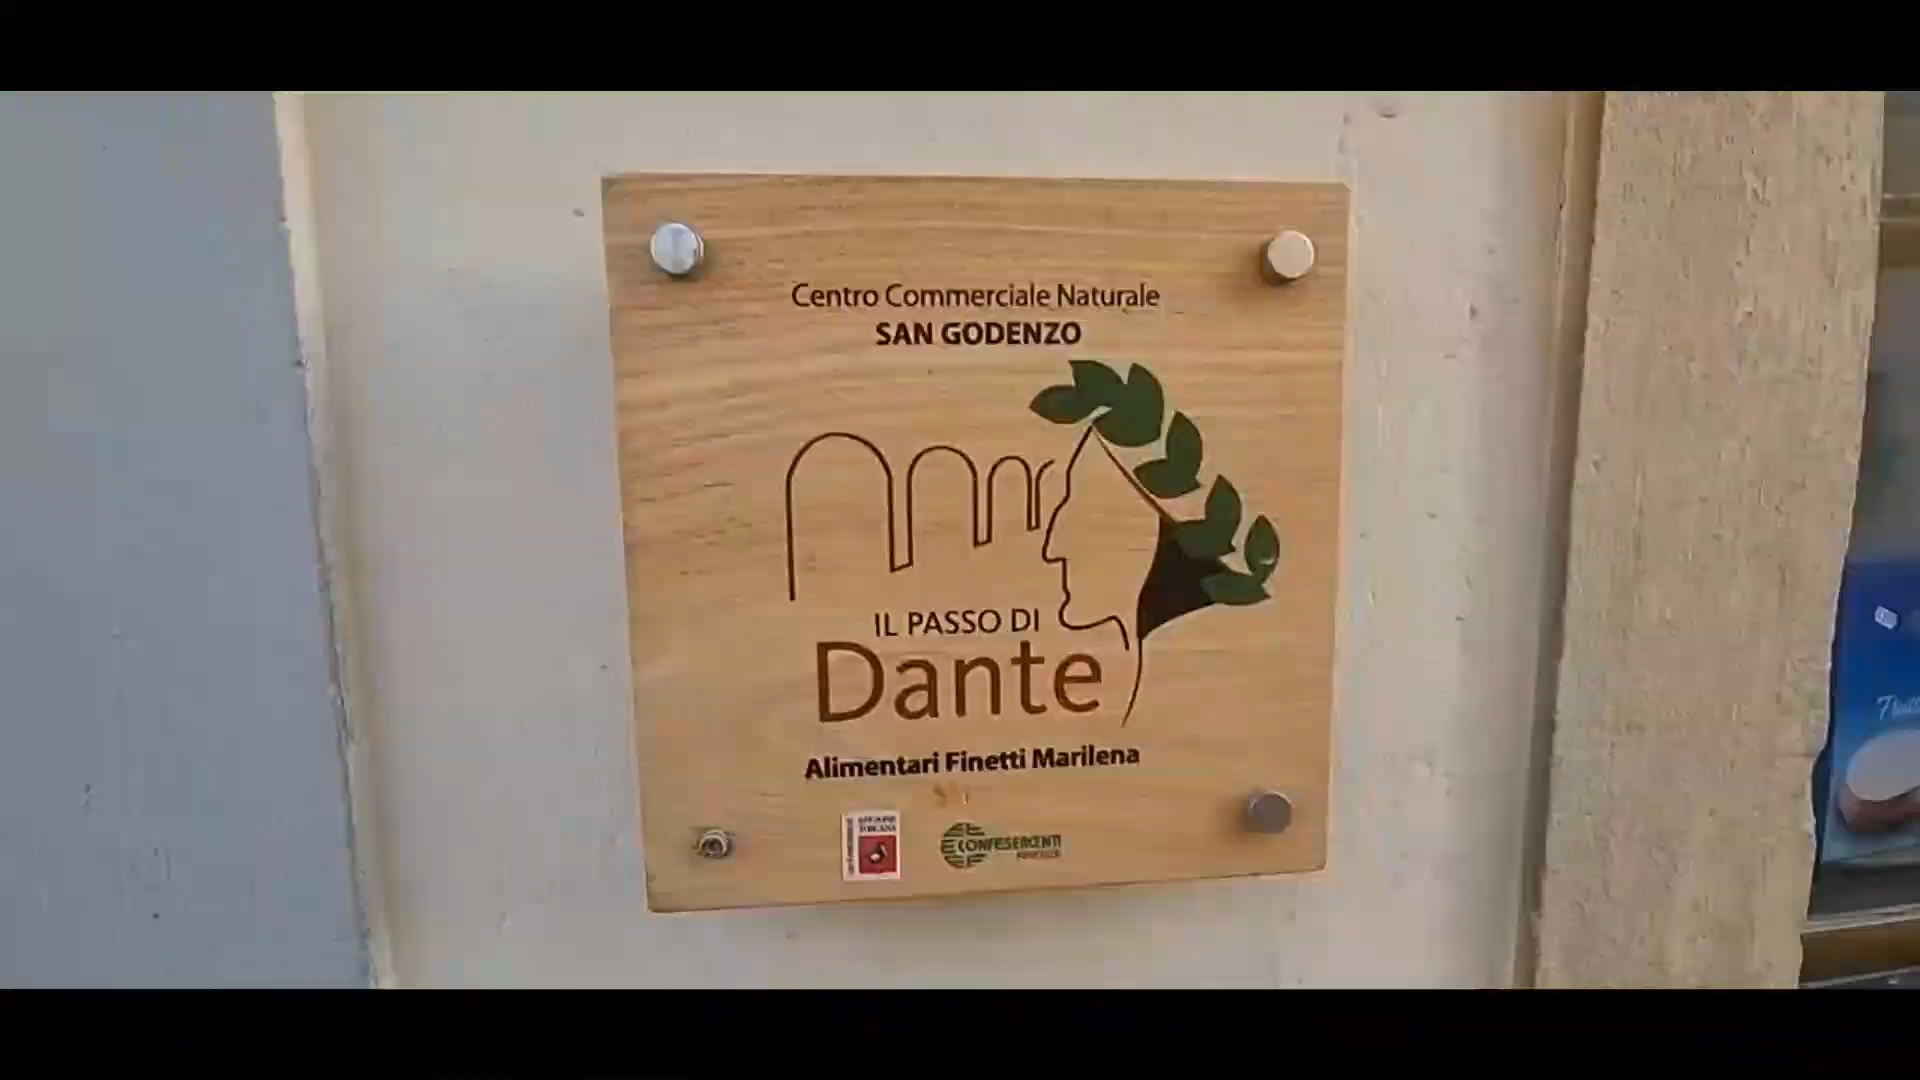 Centro Commerciale Naturale
SAN GODENZO
IL PASSO DI
Dante
Alimentari Finetti Marilena
CONFESERCENTI